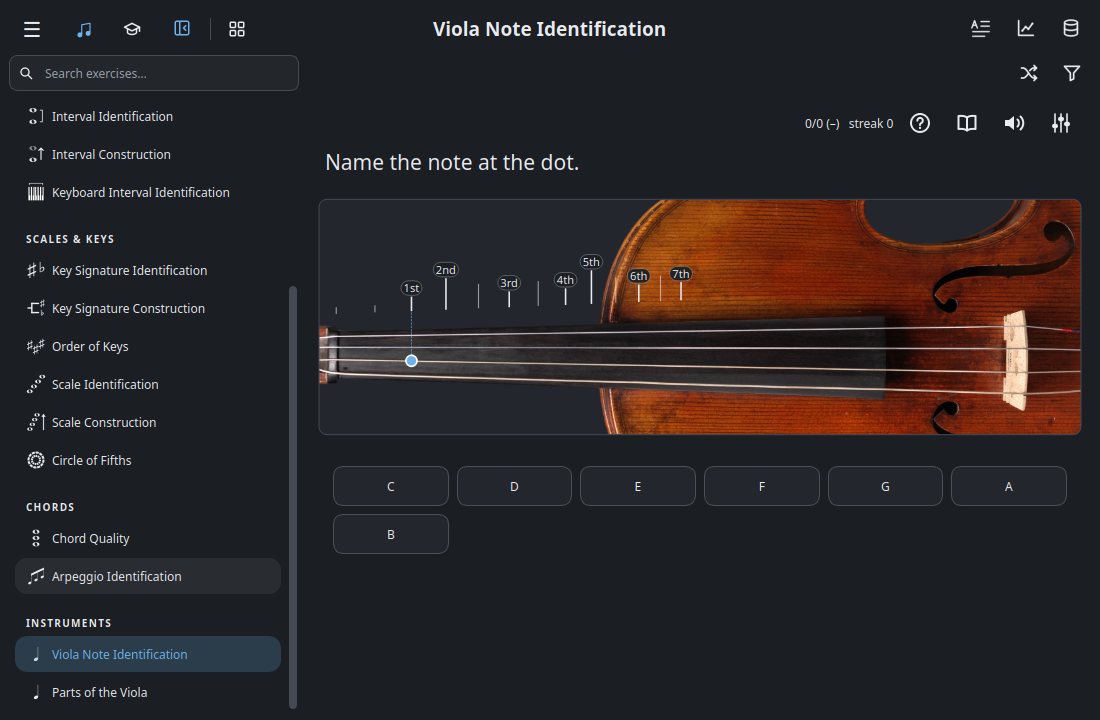 Viola Note Identification
Search exercises...
Interval Identification
Interval Construction
Keyboard Interval Identification
SCALES & KEYS
Key Signature Identification
Key Signature Construction
Order of Keys
Scale Identification
Scale Construction
Circle of Fifths
CHORDS
Chord Quality
Arpeggio Identification
INSTRUMENTS
Viola Note Identification
Parts of the Viola
0/0 (–) streak 0
Name the note at the dot.
1st 2nd 3rd 4th 5th 6th 7th
C D E F G A
B